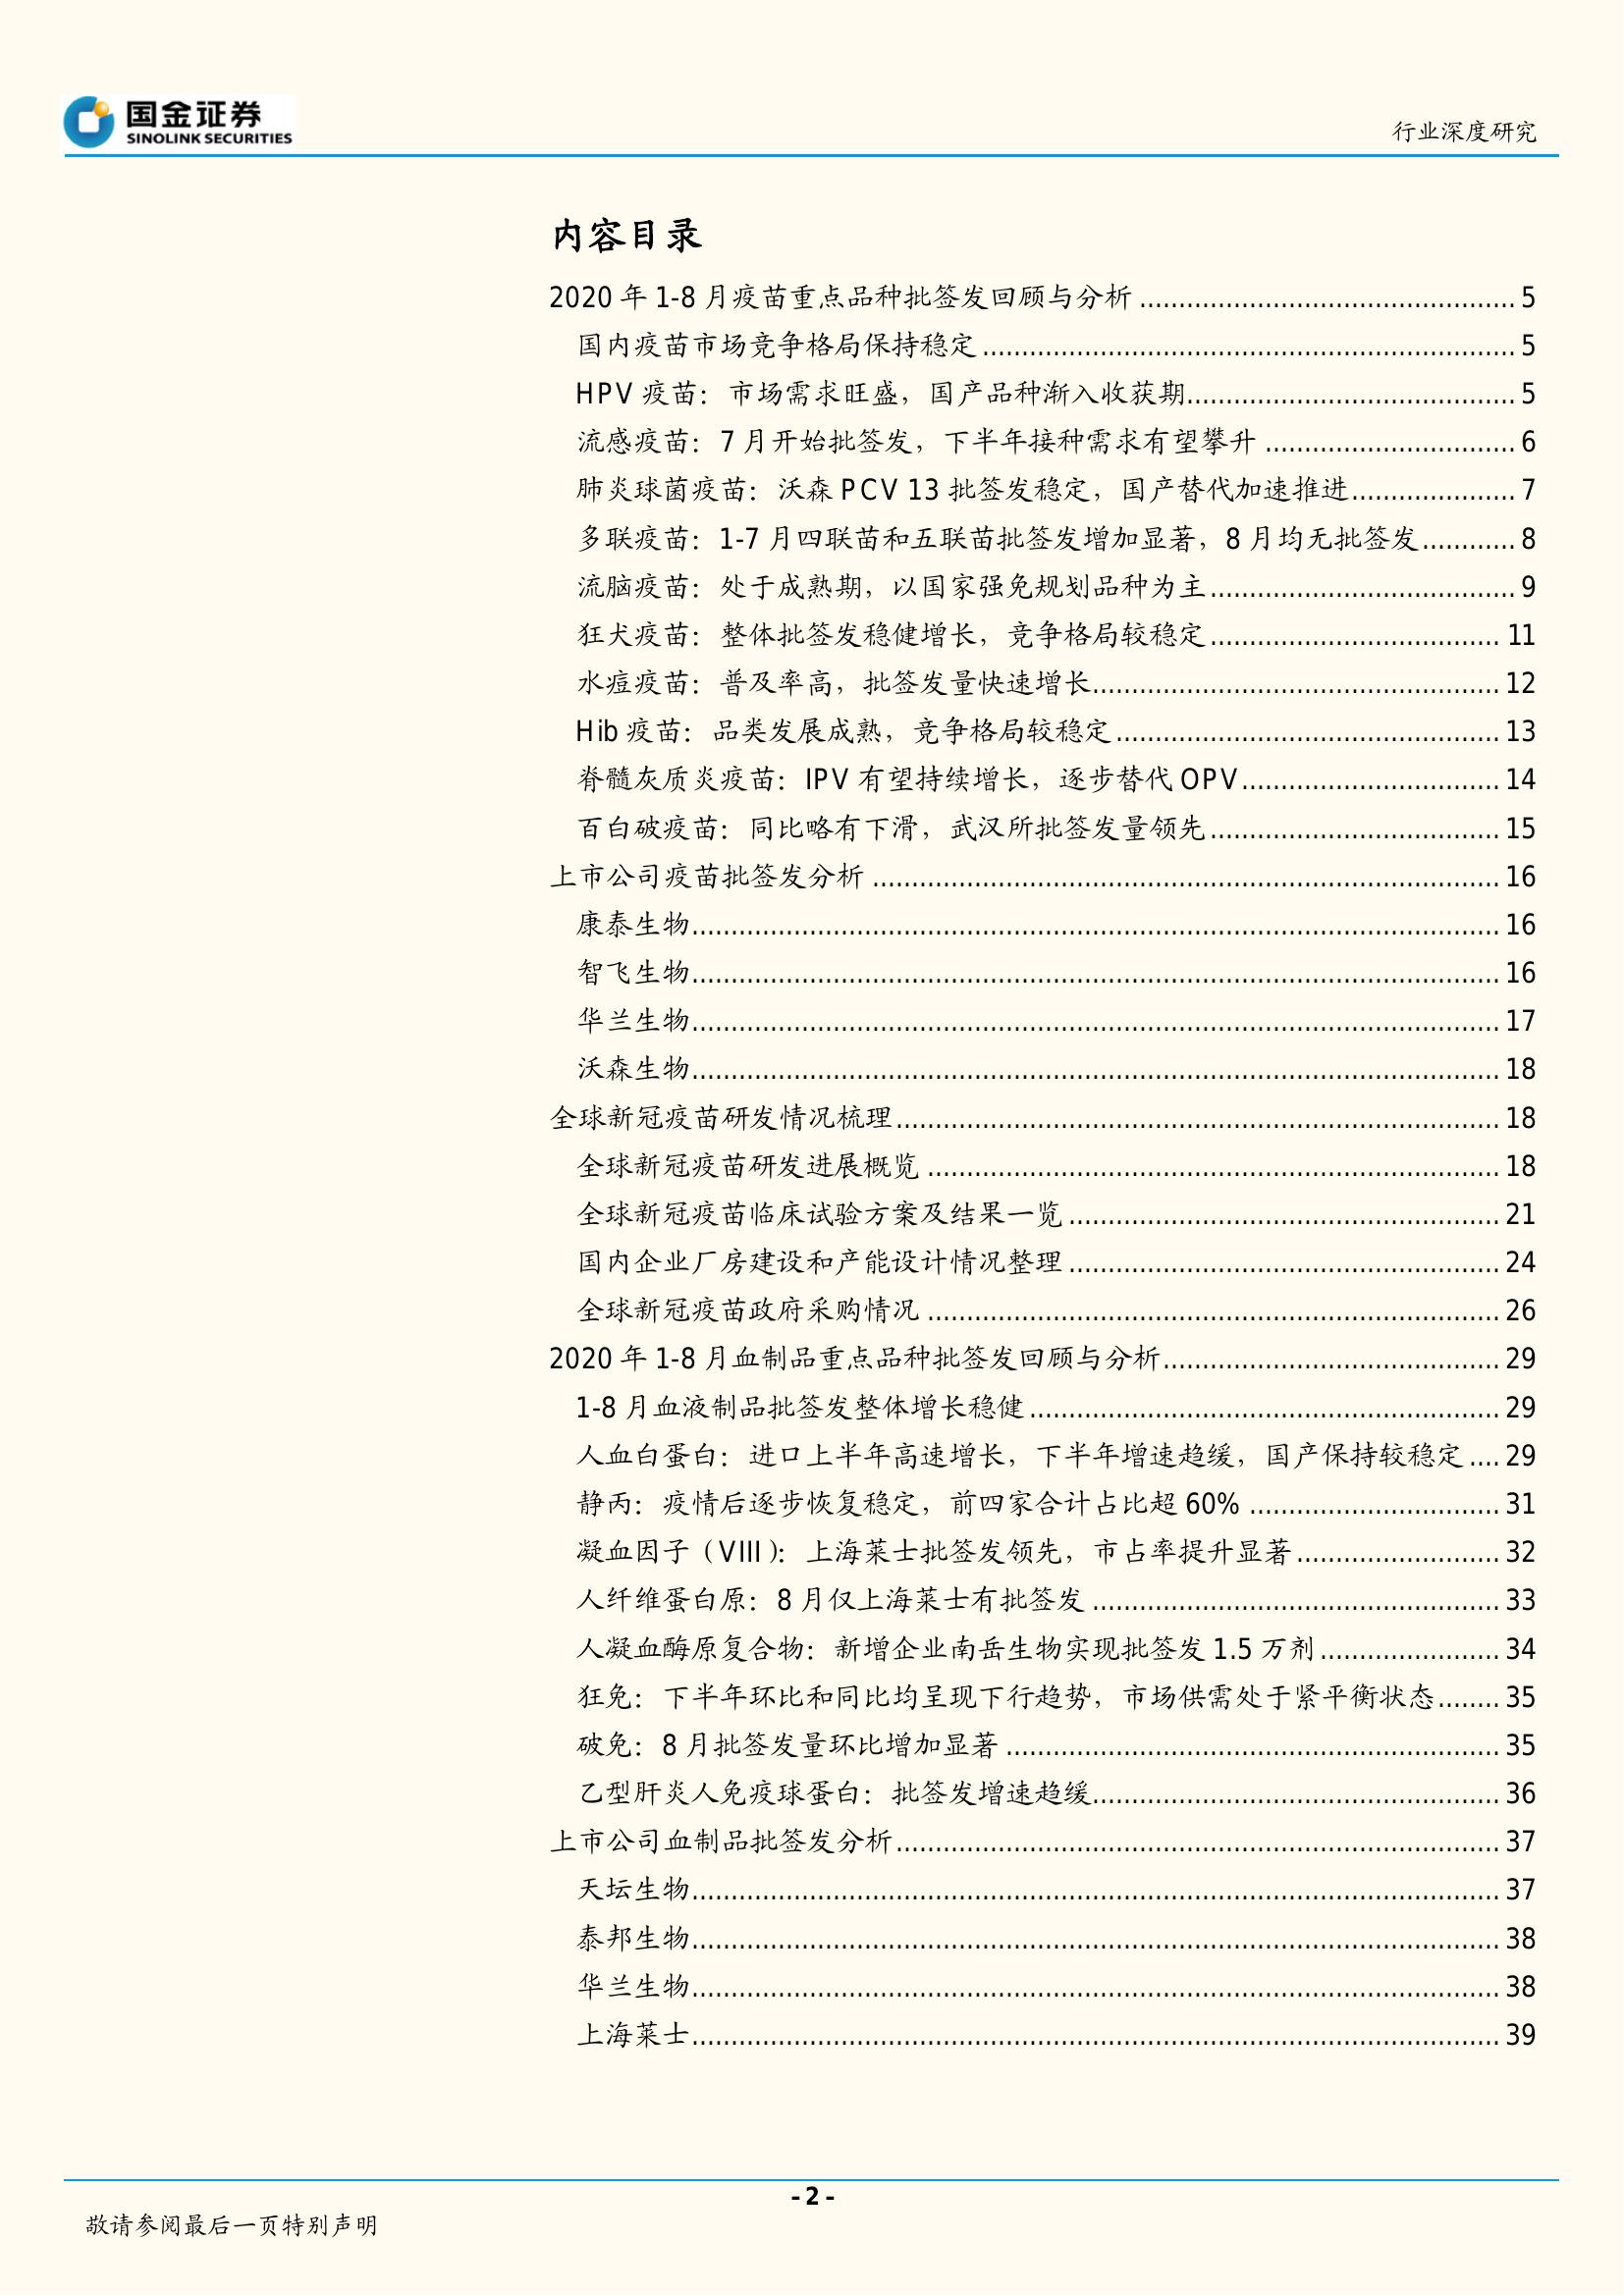 国金证券
SINOLINK SECURITIES
行业深度研究
内容目录
2020 年 1-8 月疫苗重点品种批签发回顾与分析 ................................................ 5
国内疫苗市场竞争格局保持稳定 .................................................................... 5
HPV 疫苗：市场需求旺盛，国产品种渐入收获期.......................................... 5
流感疫苗：7 月开始批签发，下半年接种需求有望攀升 ................................ 6
肺炎球菌疫苗：沃森 PCV 13 批签发稳定，国产替代加速推进..................... 7
多联疫苗：1-7 月四联苗和五联苗批签发增加显著，8 月均无批签发............ 8
流脑疫苗：处于成熟期，以国家强免规划品种为主....................................... 9
狂犬疫苗：整体批签发稳健增长，竞争格局较稳定..................................... 11
水痘疫苗：普及率高，批签发量快速增长.................................................... 12
Hib 疫苗：品类发展成熟，竞争格局较稳定................................................. 13
脊髓灰质炎疫苗：IPV 有望持续增长，逐步替代 OPV................................. 14
百白破疫苗：同比略有下滑，武汉所批签发量领先..................................... 15
上市公司疫苗批签发分析 ................................................................................ 16
康泰生物....................................................................................................... 16
智飞生物....................................................................................................... 16
华兰生物....................................................................................................... 17
沃森生物....................................................................................................... 18
全球新冠疫苗研发情况梳理............................................................................. 18
全球新冠疫苗研发进展概览 ......................................................................... 18
全球新冠疫苗临床试验方案及结果一览 ....................................................... 21
国内企业厂房建设和产能设计情况整理 ....................................................... 24
全球新冠疫苗政府采购情况 ......................................................................... 26
2020 年 1-8 月血制品重点品种批签发回顾与分析........................................... 29
1-8 月血液制品批签发整体增长稳健 ............................................................ 29
人血白蛋白：进口上半年高速增长，下半年增速趋缓，国产保持较稳定 .... 29
静丙：疫情后逐步恢复稳定，前四家合计占比超 60% ................................ 31
凝血因子（VIII）：上海莱士批签发领先，市占率提升显著.......................... 32
人纤维蛋白原：8 月仅上海莱士有批签发 .................................................... 33
人凝血酶原复合物：新增企业南岳生物实现批签发 1.5 万剂 ....................... 34
狂免：下半年环比和同比均呈现下行趋势，市场供需处于紧平衡状态........ 35
破免：8 月批签发量环比增加显著 ............................................................... 35
乙型肝炎人免疫球蛋白：批签发增速趋缓.................................................... 36
上市公司血制品批签发分析............................................................................. 37
天坛生物....................................................................................................... 37
泰邦生物....................................................................................................... 38
华兰生物....................................................................................................... 38
上海莱士....................................................................................................... 39
- 2 -
敬请参阅最后一页特别声明